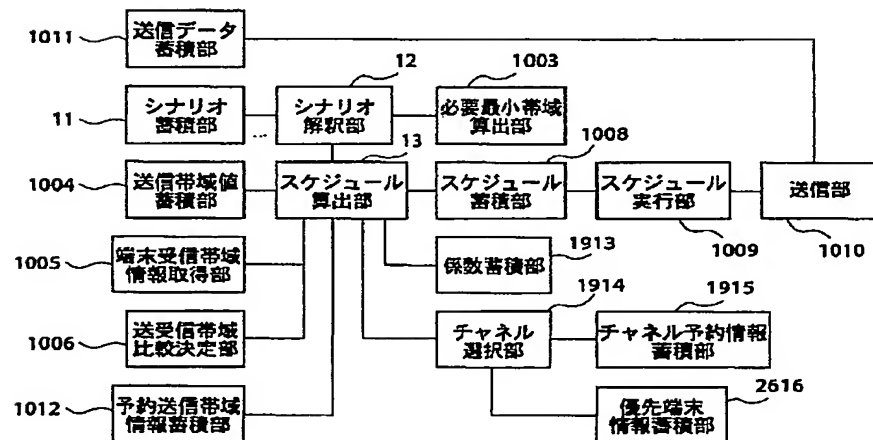 1011
送信データ
蓄積部
12
1003
11
シナリオ
蓄積部
...
シナリオ
解釈部
必要最小帯域
算出部
13
1008
1004
送信帯域値
蓄積部
スケジュール
算出部
スケジュール
蓄積部
スケジュール
実行部
送信部
1009
1010
1005
端末受信帯域
情報取得部
1913
係数蓄積部
1914
1915
1006
送受信帯域
比較決定部
チャネル
選択部
チャネル予約情報
蓄積部
2616
1012
予約送信帯域
情報蓄積部
優先端末
情報蓄積部